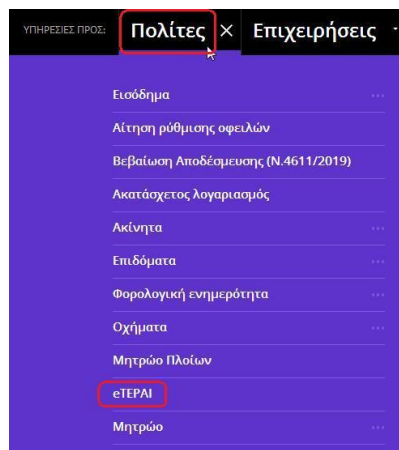 ΥΠΗΡΕΣΙΕΣ ΠΡΟΣ: Πολίτες × Επιχειρήσεις
Εισόδημα ...
Αίτηση ρύθμισης οφειλών
Βεβαίωση Αποδέσμευσης (Ν.4611/2019)
Ακατάσχετος λογαριασμός
Ακίνητα ...
Επιδόματα ...
Φορολογική ενημερότητα ...
Οχήματα ...
Μητρώο Πλοίων
eΤΕΡΛΙ
Μητρώο ...